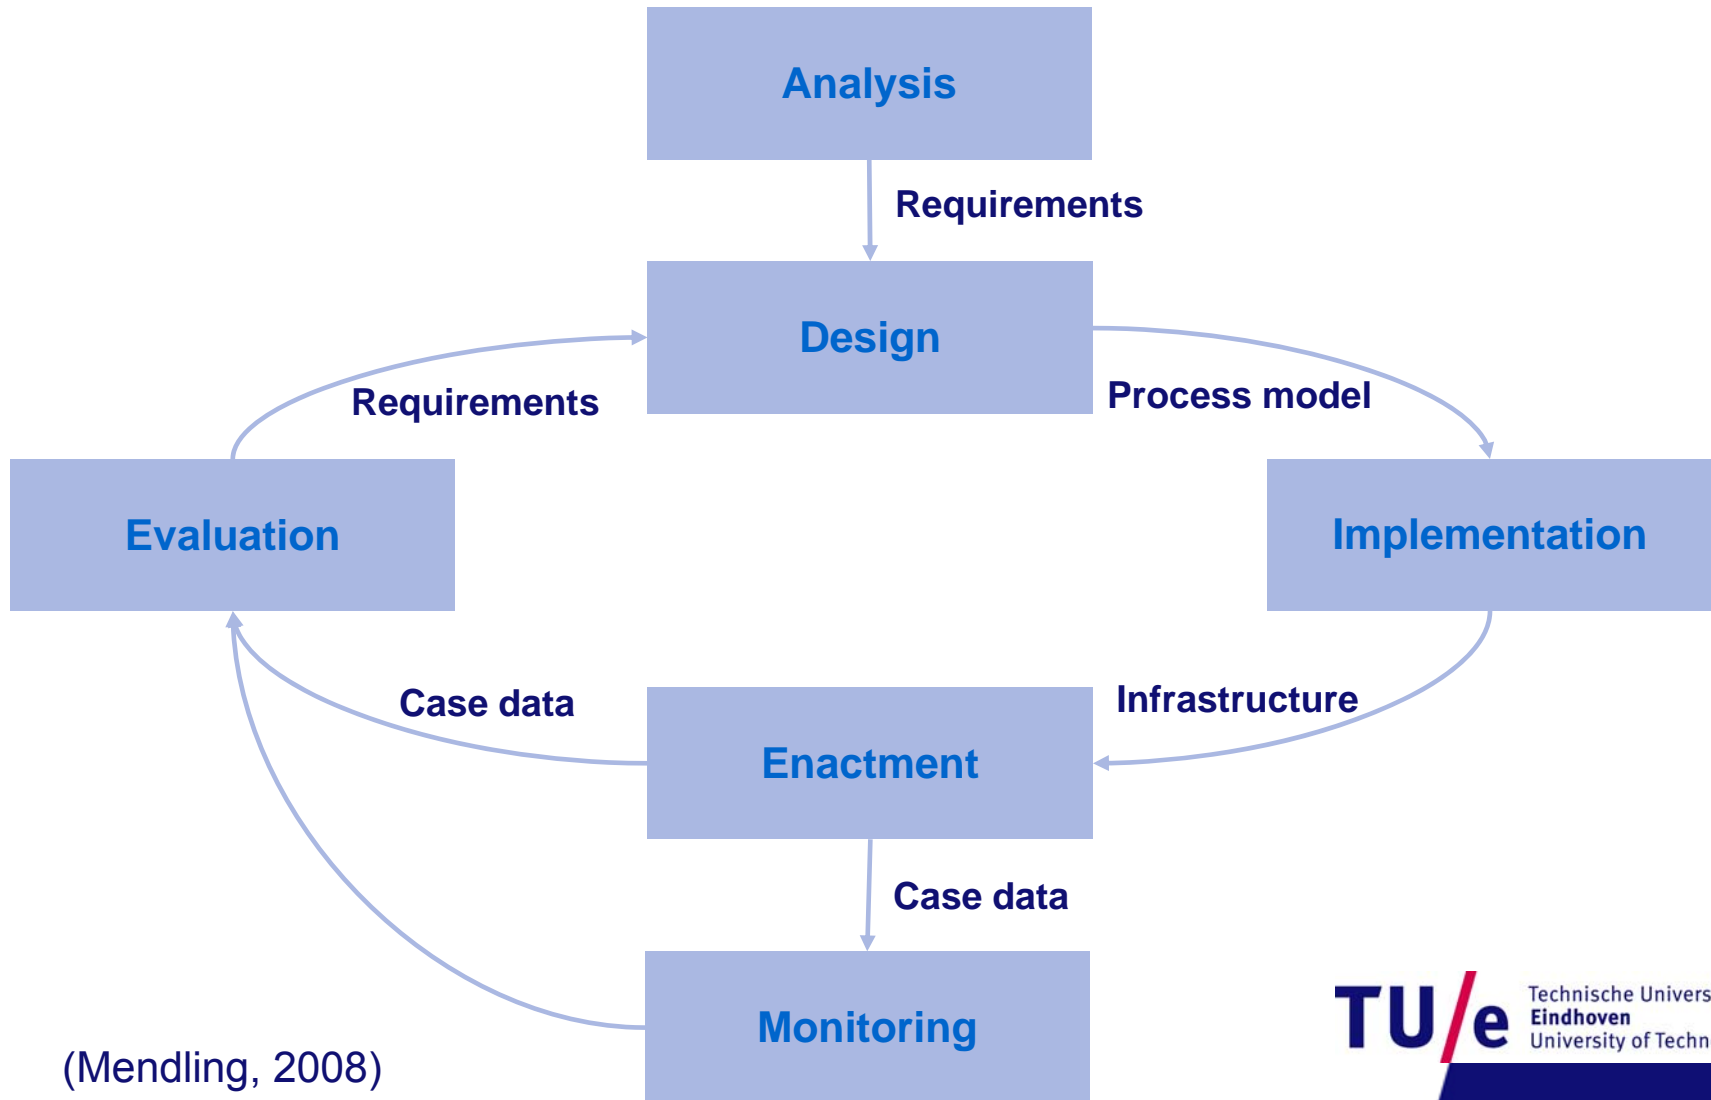 Analysis
Requirements
Design
Requirements
Process model
Evaluation
Implementation
Case data
Infrastructure
Enactment
Case data
Monitoring
(Mendling, 2008)
TU/e
Technische Univers
Eindhoven
University of Techn